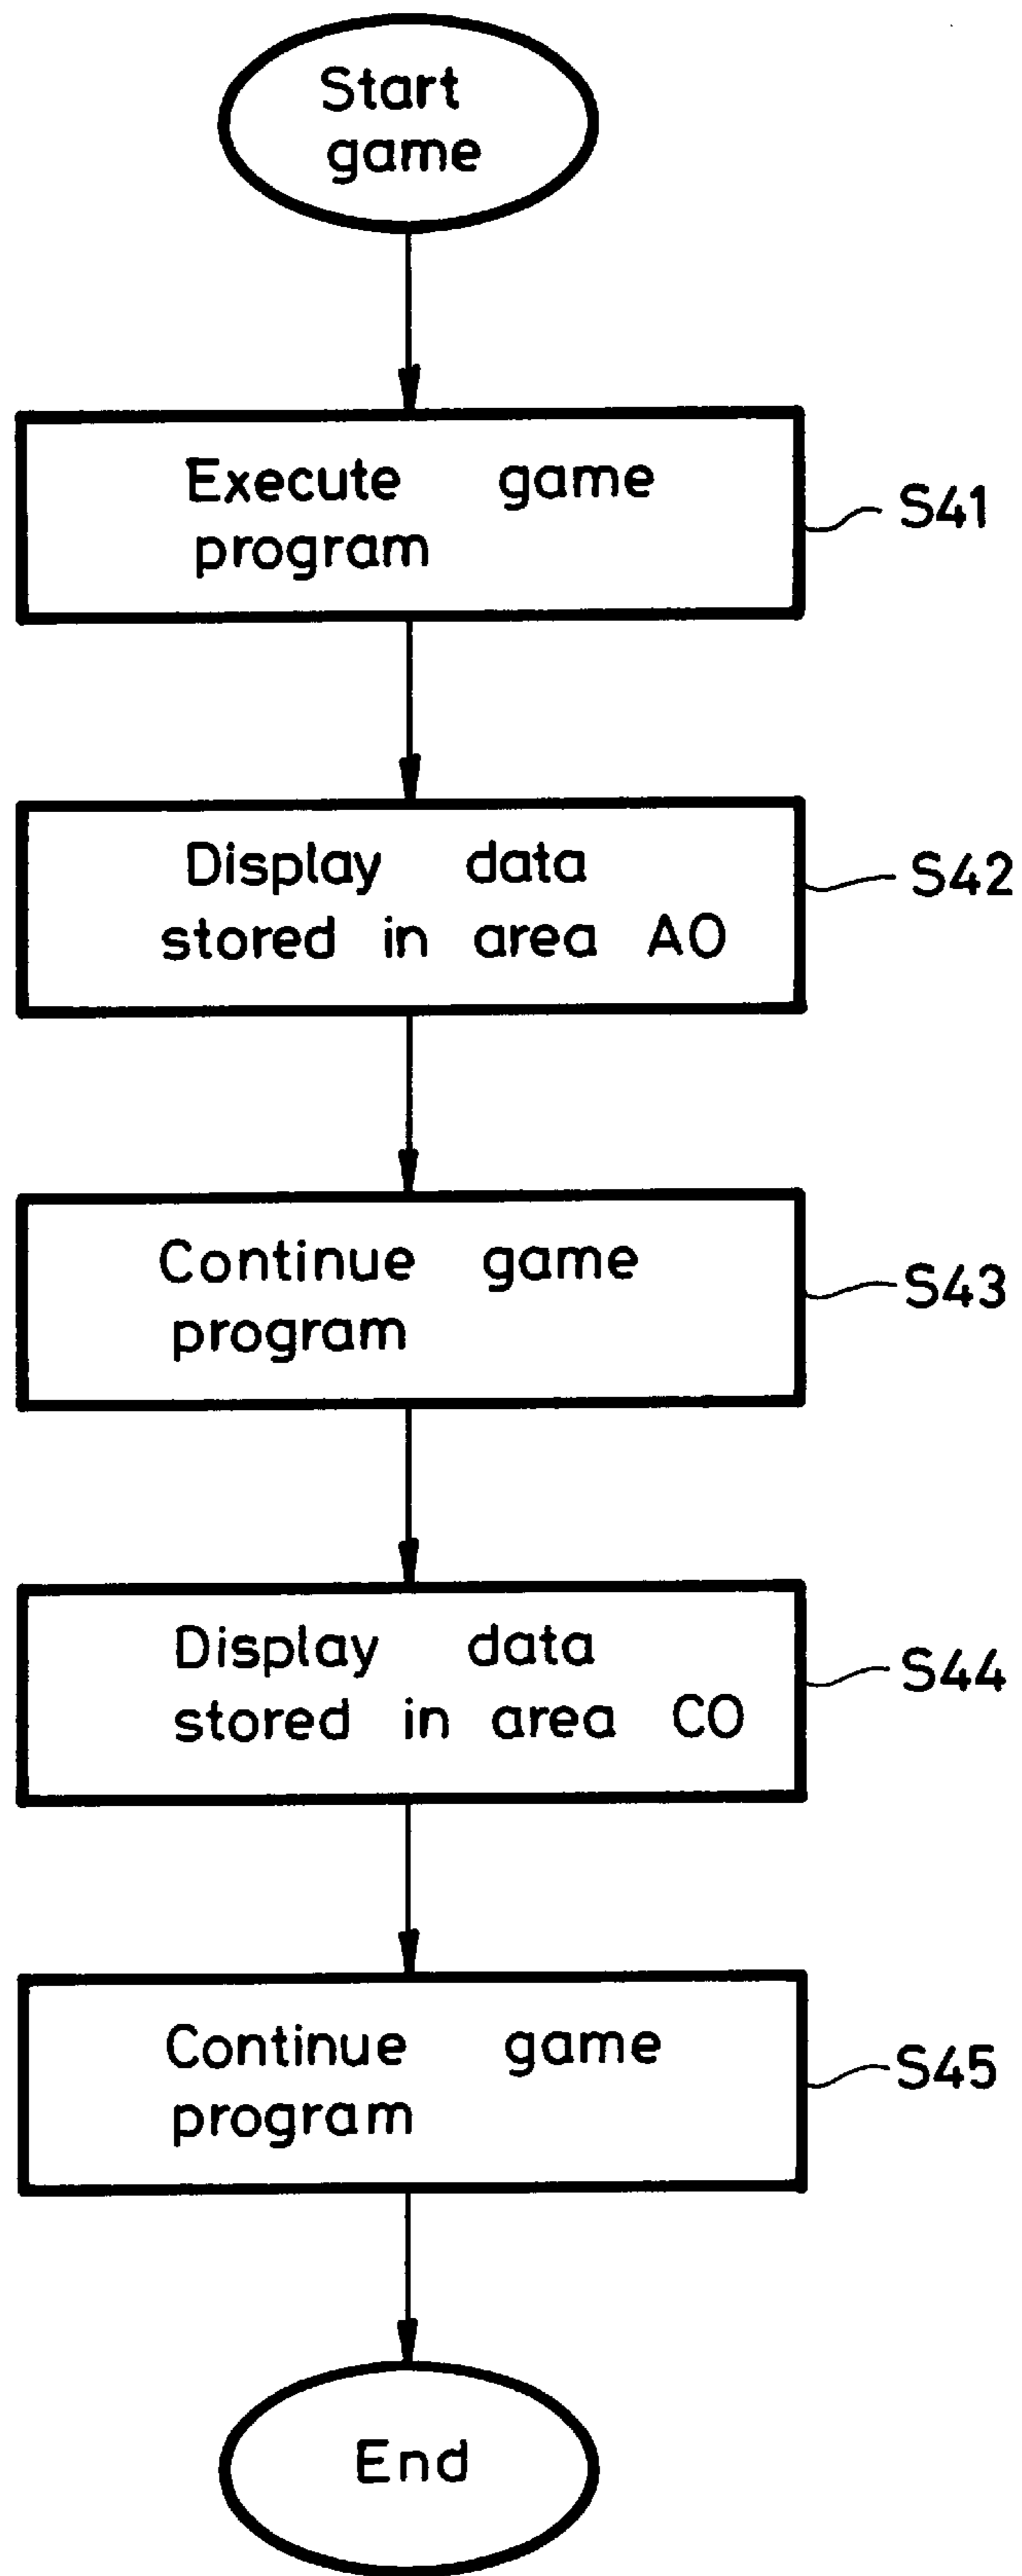 Start
game
Execute game
program
S41
Display data
stored in area A0
S42
Continue game
program
S43
Display data
stored in area C0
S44
Continue game
program
S45
End